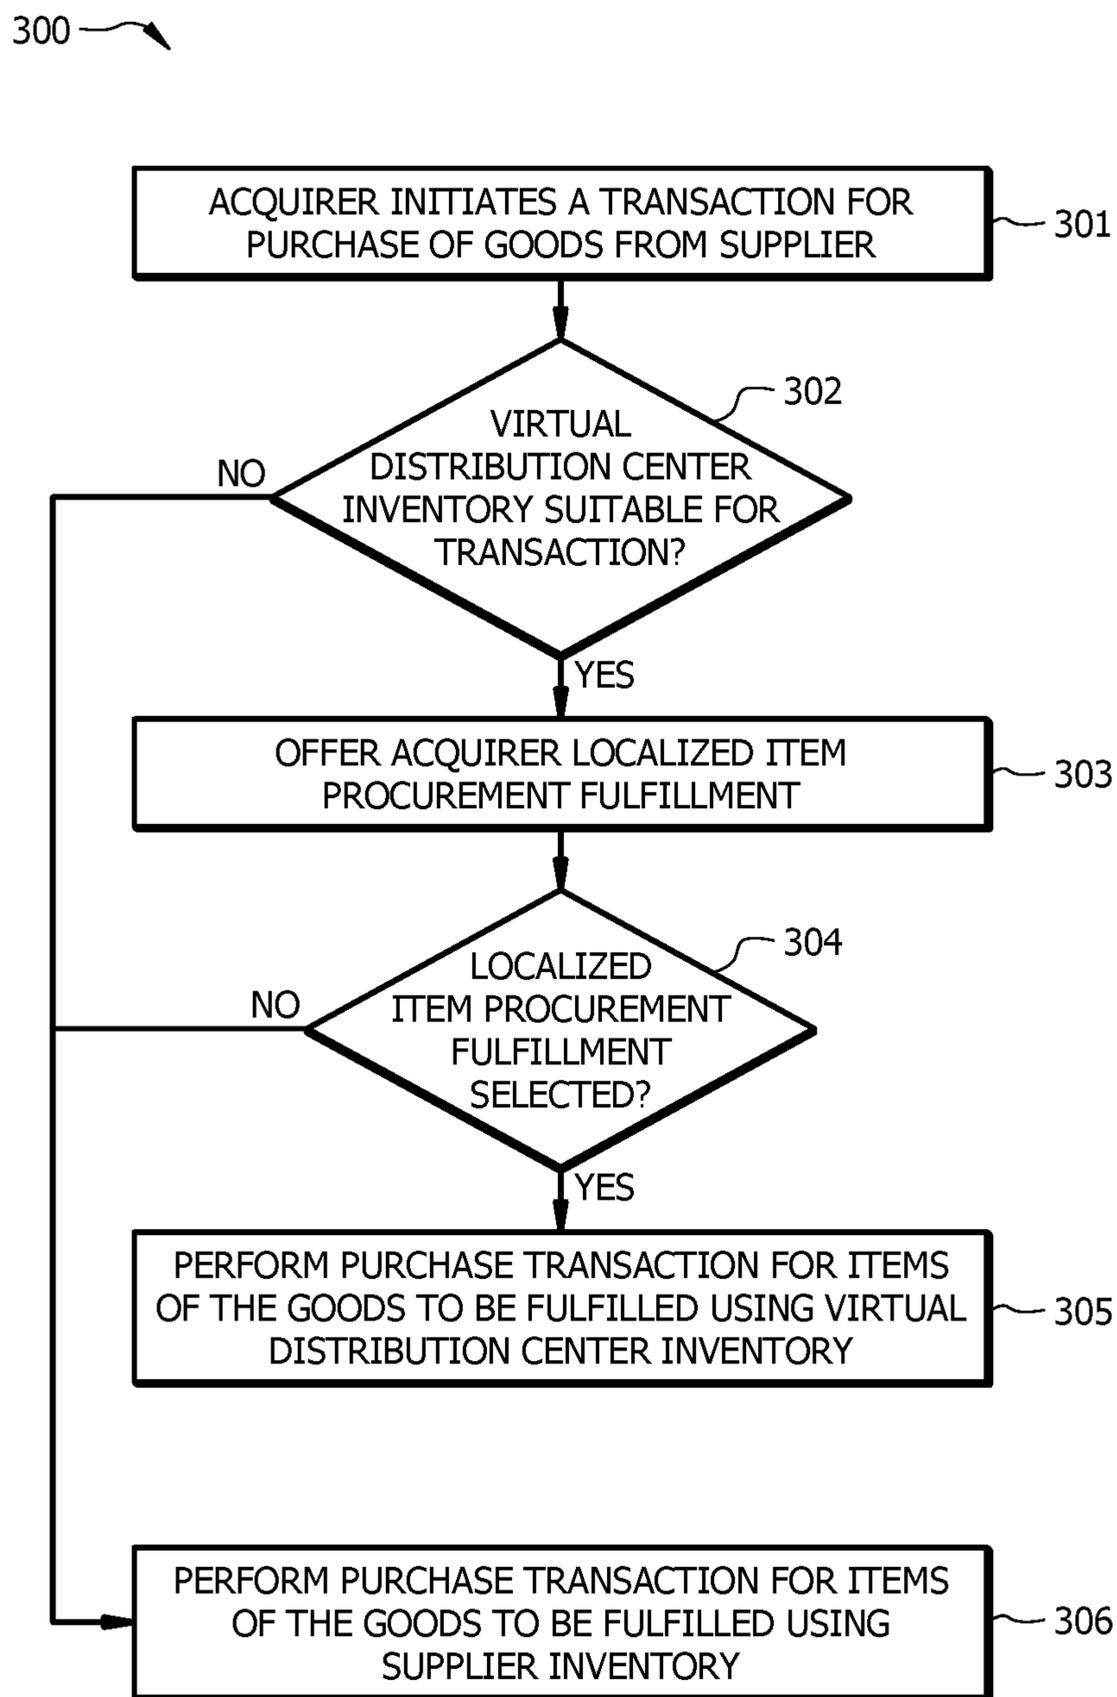 300
ACQUIRER INITIATES A TRANSACTION FOR
PURCHASE OF GOODS FROM SUPPLIER
301
302
VIRTUAL
DISTRIBUTION CENTER
INVENTORY SUITABLE FOR
TRANSACTION?
NO
YES
OFFER ACQUIRER LOCALIZED ITEM
PROCUREMENT FULFILLMENT
303
304
LOCALIZED
ITEM PROCUREMENT
FULFILLMENT
SELECTED?
NO
YES
PERFORM PURCHASE TRANSACTION FOR ITEMS
OF THE GOODS TO BE FULFILLED USING VIRTUAL
DISTRIBUTION CENTER INVENTORY
305
PERFORM PURCHASE TRANSACTION FOR ITEMS
OF THE GOODS TO BE FULFILLED USING
SUPPLIER INVENTORY
306